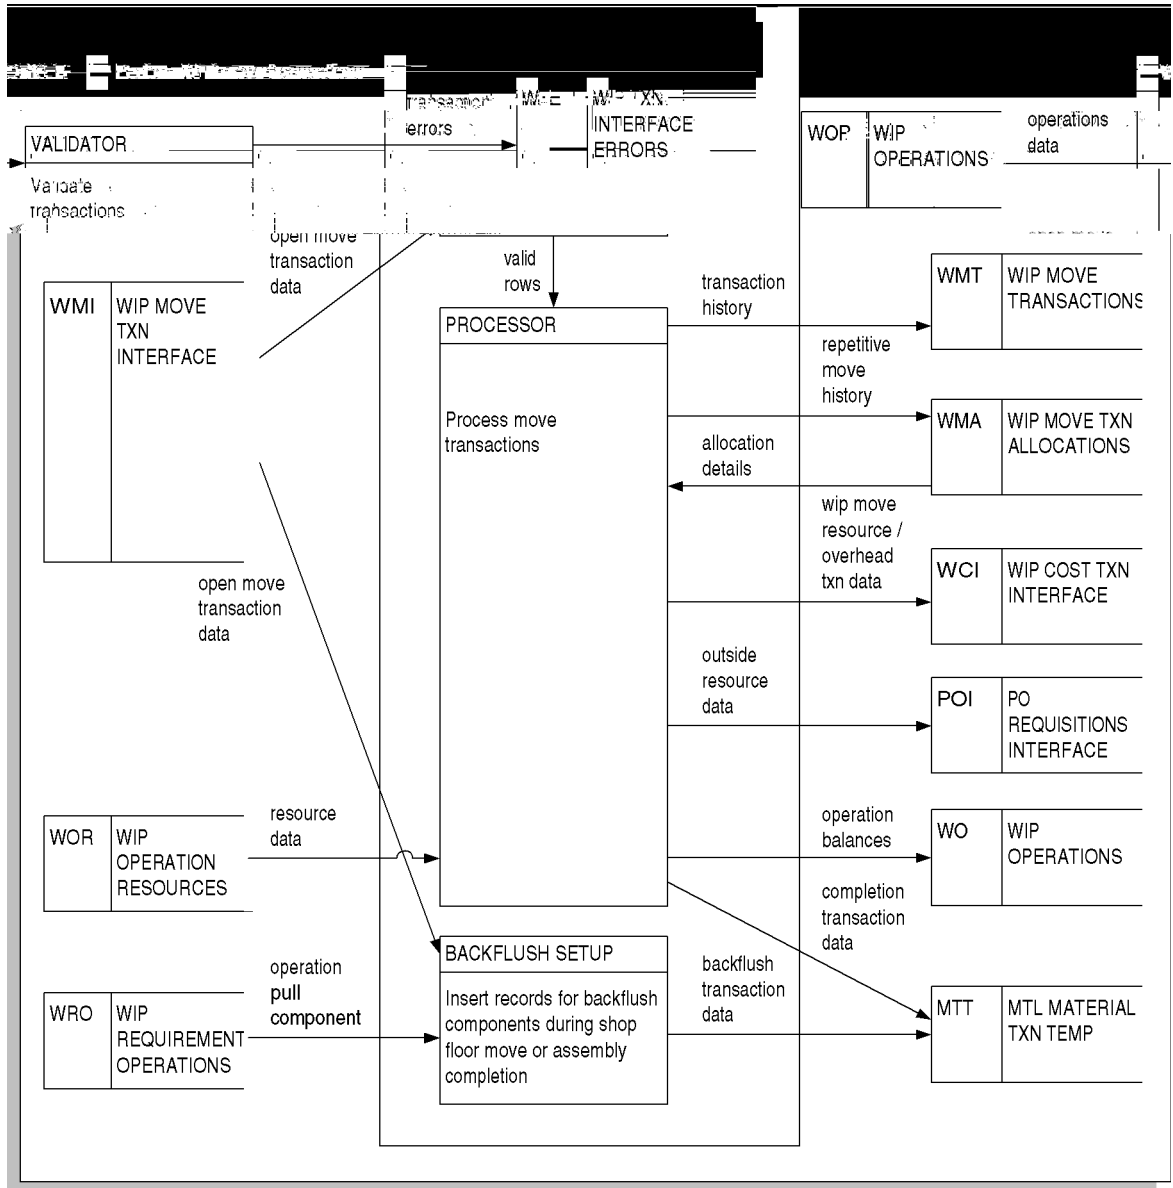 transaction
errors
INTERFACE
ERRORS
VALIDATOR
Validate
transactions
WOP
WIP
OPERATIONS
operations
data
open move
transaction
data
valid
rows
WMI
WIP MOVE
TXN
INTERFACE
PROCESSOR
Process move
transactions
transaction
history
WMT
WIP MOVE
TRANSACTIONS
repetitive
move
history
WMA
WIP MOVE TXN
ALLOCATIONS
allocation
details
wip move
resource /
overhead
txn data
WCI
WIP COST TXN
INTERFACE
open move
transaction
data
outside
resource
data
POI
PO
REQUISITIONS
INTERFACE
WOR
WIP
OPERATION
RESOURCES
resource
data
operation
balances
WO
WIP
OPERATIONS
completion
transaction
data
BACKFLUSH SETUP
Insert records for backflush
components during shop
floor move or assembly
completion
operation
pull
component
WRO
WIP
REQUIREMENT
OPERATIONS
backflush
transaction
data
MTT
MTL MATERIAL
TXN TEMP